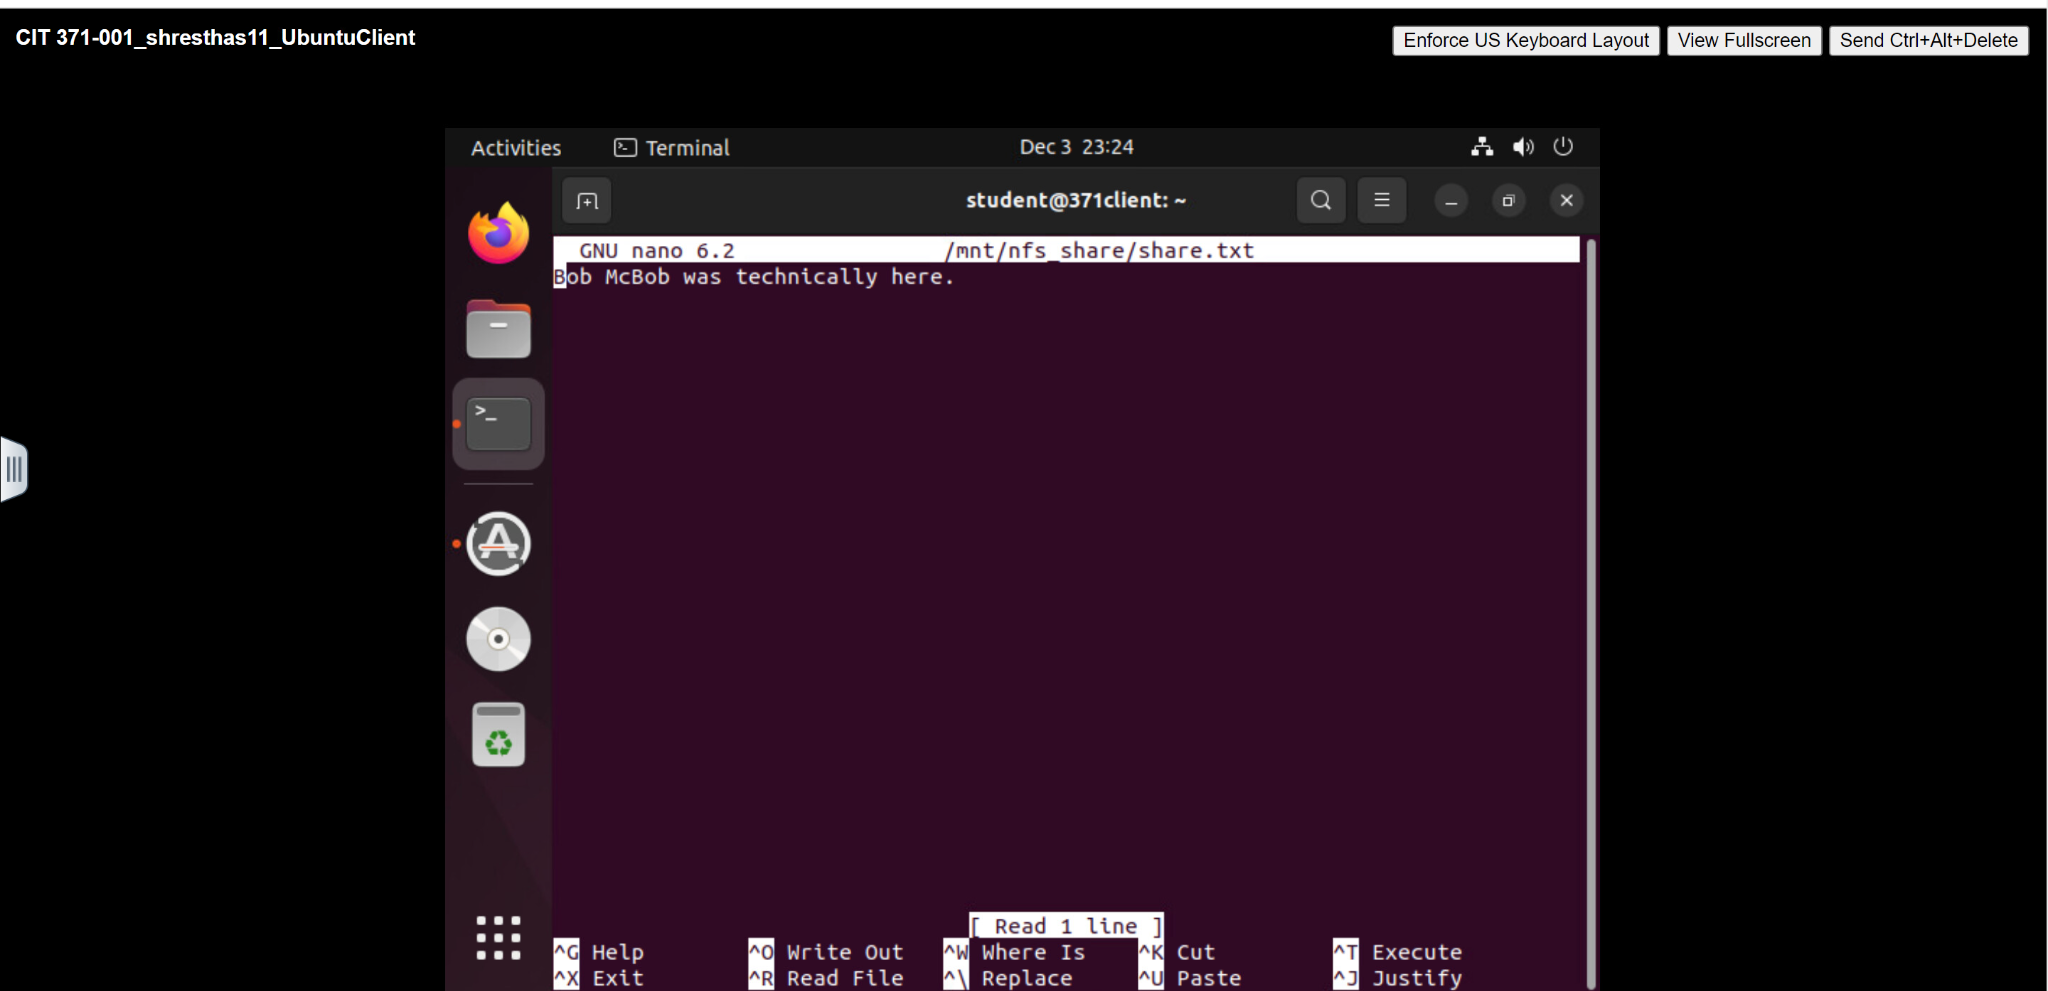 CIT 371-001_shresthas11_UbuntuClient
Enforce US Keyboard Layout View Fullscreen Send Ctrl+Alt+Delete
Activities Terminal Dec 3 23:24
student@371client: ~
GNU nano 6.2 /mnt/nfs_share/share.txt
Bob McBob was technically here.
[ Read 1 line ]
^G Help ^O Write Out ^W Where Is ^K Cut ^T Execute
^X Exit ^R Read File ^\ Replace ^U Paste ^J Justify